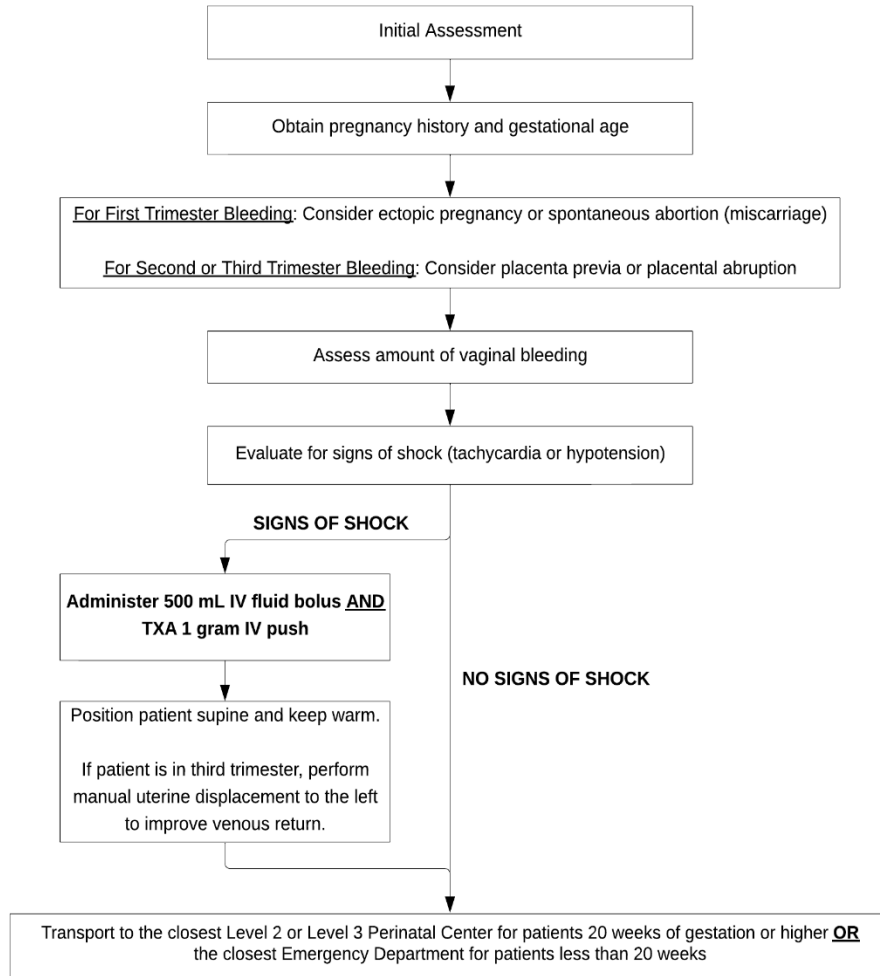 Initial Assessment
Obtain pregnancy history and gestational age
For First Trimester Bleeding: Consider ectopic pregnancy or spontaneous abortion (miscarriage)
For Second or Third Trimester Bleeding: Consider placenta previa or placental abruption
Assess amount of vaginal bleeding
Evaluate for signs of shock (tachycardia or hypotension)
SIGNS OF SHOCK
Administer 500 mL IV fluid bolus AND
TXA 1 gram IV push
NO SIGNS OF SHOCK
Position patient supine and keep warm.
If patient is in third trimester, perform
manual uterine displacement to the left
to improve venous return.
Transport to the closest Level 2 or Level 3 Perinatal Center for patients 20 weeks of gestation or higher OR
the closest Emergency Department for patients less than 20 weeks